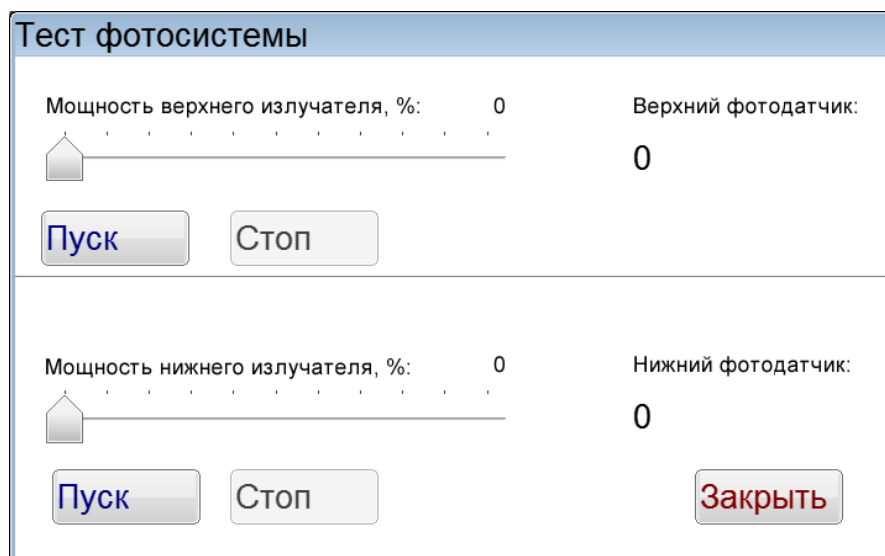 Тест фотосистемы
Мощность верхнего излучателя, %: 0 Верхний фотодатчик:
0
Пуск Стоп
Мощность нижнего излучателя, %: 0 Нижний фотодатчик:
0
Пуск Стоп Закрыть